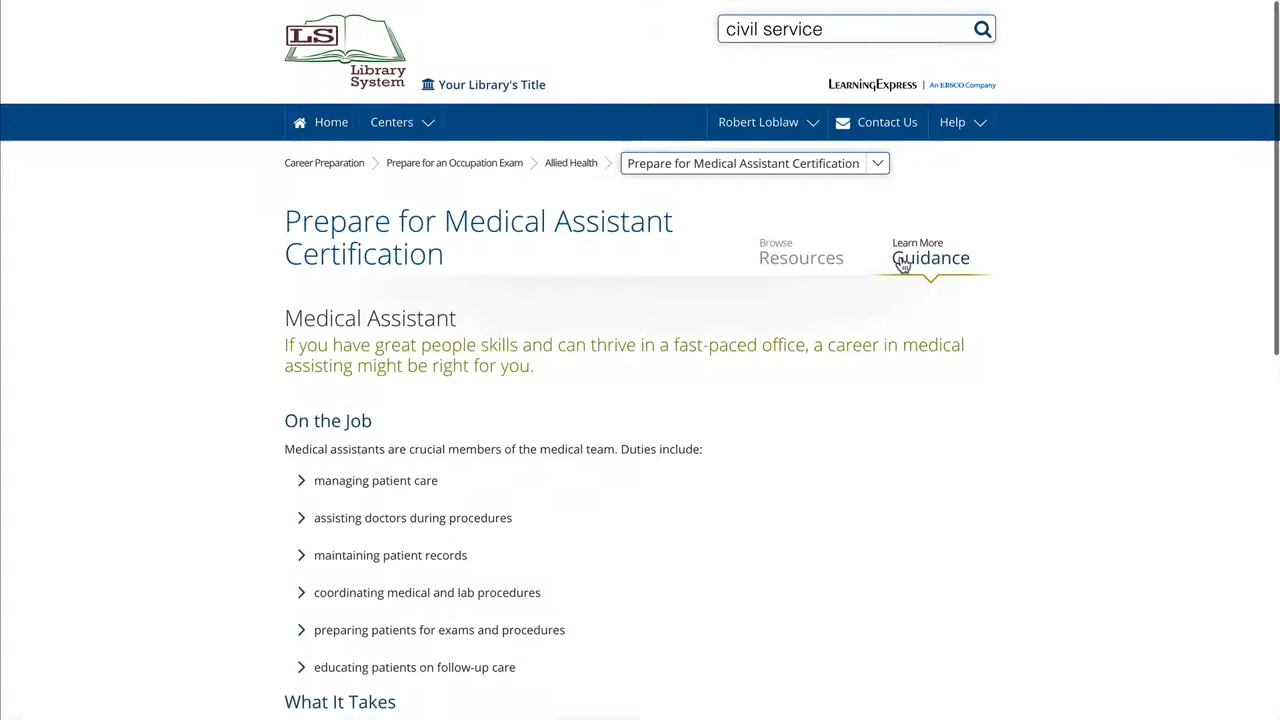 LS
Library
System
Your Library's Title
civil service
LearningExpress | An EBSCO Company
Home
Centers
Robert Loblaw
Contact Us
Help
Career Preparation
Prepare for an Occupation Exam
Allied Health
Prepare for Medical Assistant Certification
Prepare for Medical Assistant
Certification
Browse
Resources
Learn More
Guidance
Medical Assistant
If you have great people skills and can thrive in a fast-paced office, a career in medical
assisting might be right for you.
On the Job
Medical assistants are crucial members of the medical team. Duties include:
managing patient care
assisting doctors during procedures
maintaining patient records
coordinating medical and lab procedures
preparing patients for exams and procedures
educating patients on follow-up care
What It Takes